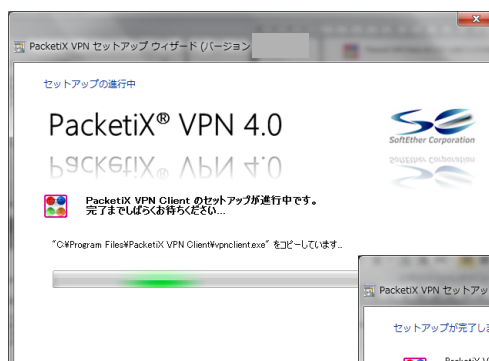 PacketiX VPN セットアップ ウィザード (バージョン
セットアップの進行中
PacketiX® VPN 4.0
SoftEther Corporation
PacketiX VPN Client のセットアップが進行中です。
完了までしばらくお待ちください...
"C:¥Program Files¥PacketiX VPN Client¥vpnclient.exe" をコピーしています...
PacketiX VPN セットアッ
セットアップが完了しま